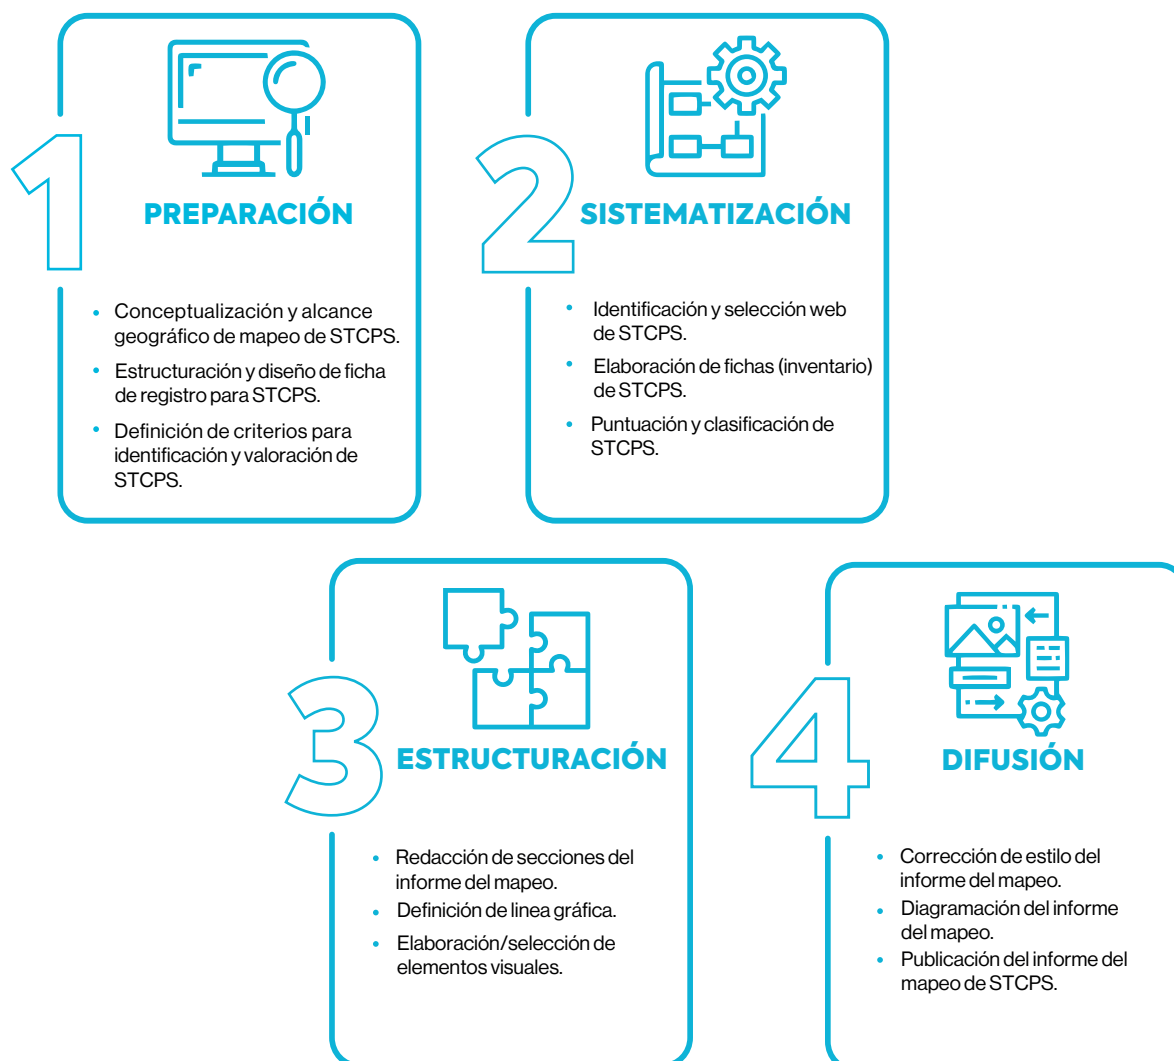 1
PREPARACIÓN
• Conceptualización y alcance
geográfico de mapeo de STCPS.
• Estructuración y diseño de ficha
de registro para STCPS.
• Definición de criterios para
identificación y valoración de
STCPS.
2
SISTEMATIZACIÓN
• Identificación y selección web
de STCPS.
• Elaboración de fichas (inventario)
de STCPS.
• Puntuación y clasificación de
STCPS.
3
ESTRUCTURACIÓN
• Redacción de secciones del
informe del mapeo.
• Definición de linea gráfica.
• Elaboración/selección de
elementos visuales.
4
DIFUSIÓN
• Corrección de estilo del
informe del mapeo.
• Diagramación del informe
del mapeo.
• Publicación del informe del
mapeo de STCPS.